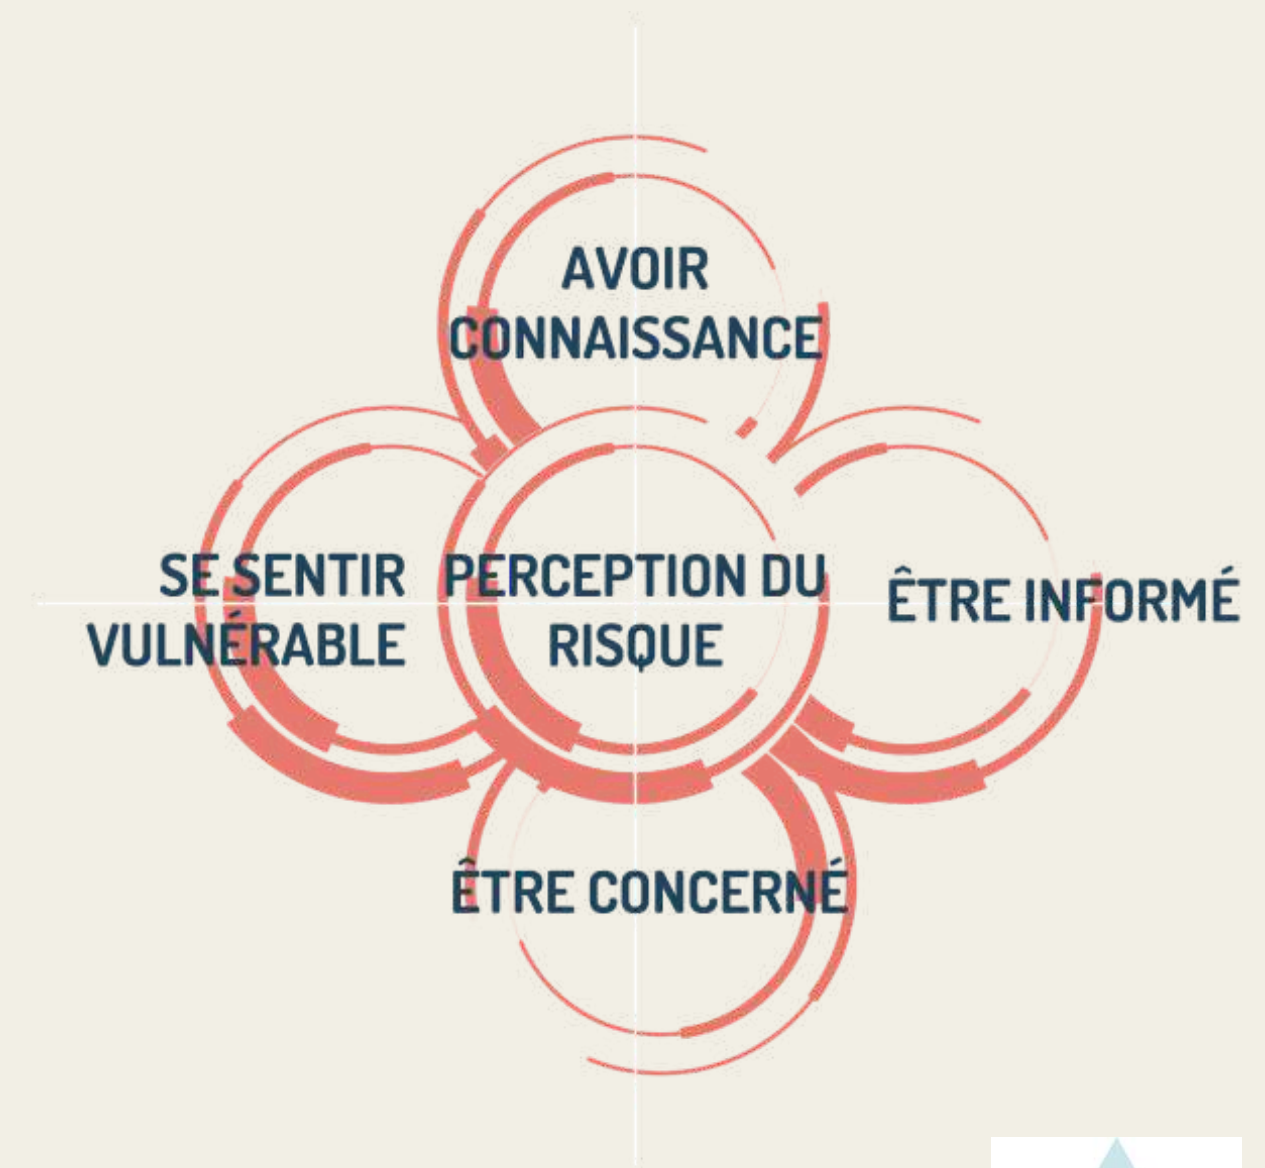 AVOIR
CONNAISSANCE
SE SENTIR
VULNÉRABLE
PERCEPTION DU
RISQUE
ÊTRE INFORMÉ
ÊTRE CONCERNÉ